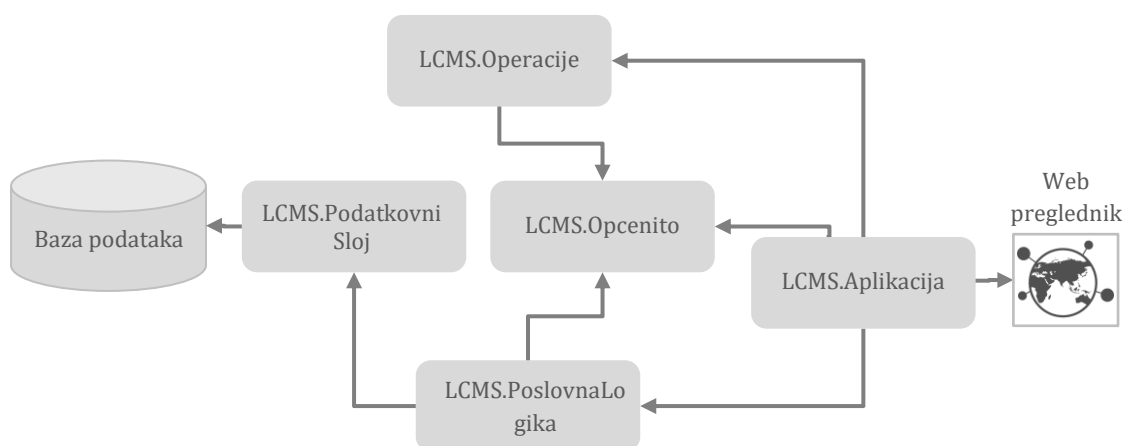 LCMS.Operacije
Baza podataka
LCMS.Podatkovni
Sloj
LCMS.Opcenito
LCMS.Aplikacija
Web
preglednik
LCMS.PoslovnaLo
gika